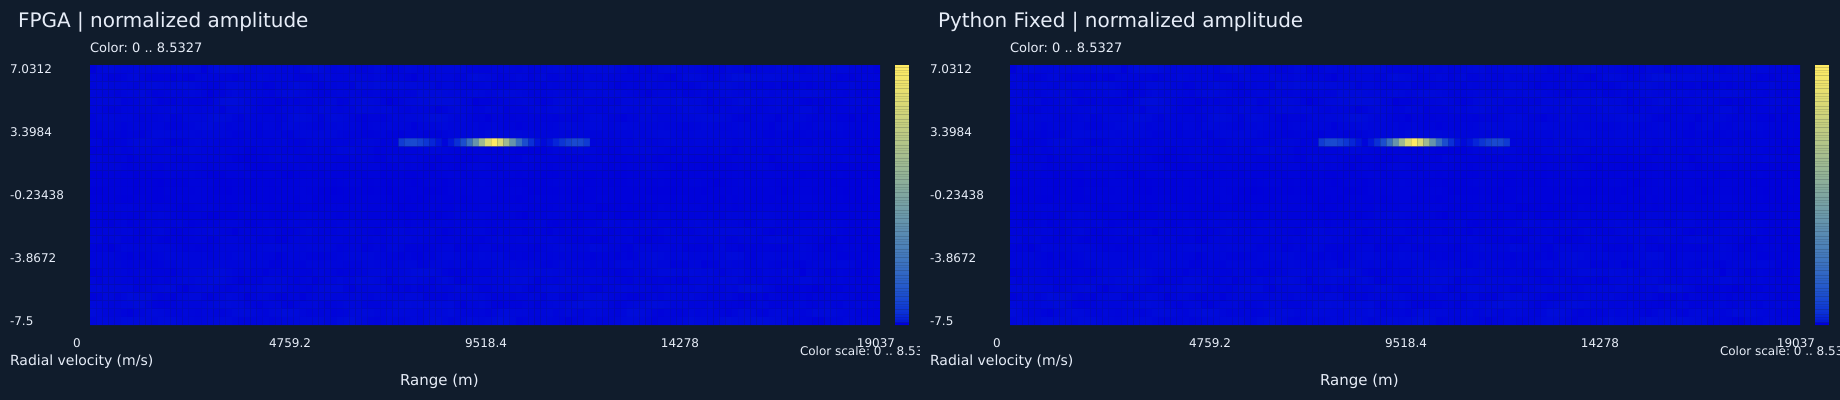 FPGA | normalized amplitude
Color: 0 .. 8.5327
7.0312
3.3984
-0.23438
-3.8672
-7.5
0 4759.2 9518.4 14278 19037
Color scale: 0 .. 8.53
Radial velocity (m/s)
Range (m)
Python Fixed | normalized amplitude
Color: 0 .. 8.5327
7.0312
3.3984
-0.23438
-3.8672
-7.5
0 4759.2 9518.4 14278 19037
Color scale: 0 .. 8.53
Radial velocity (m/s)
Range (m)